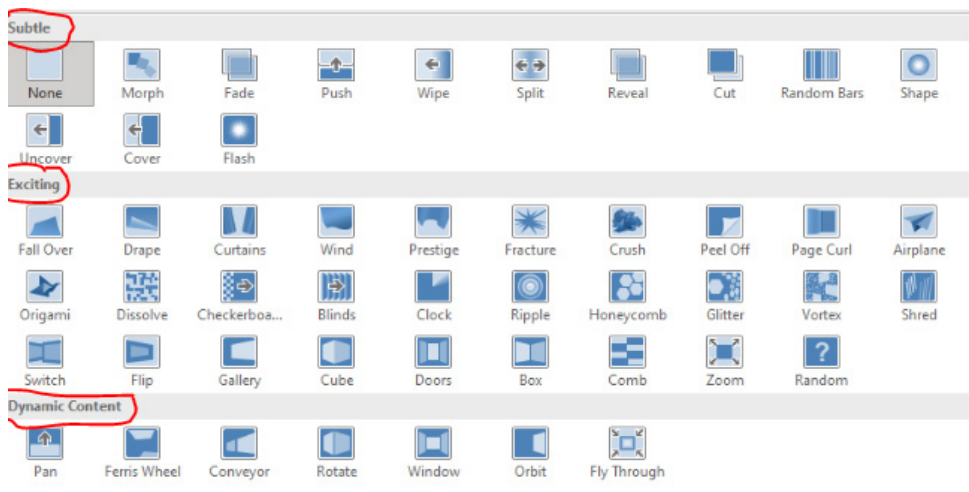 Subtle
None Morph Fade Push Wipe Split Reveal Cut Random Bars Shape
Uncover Cover Flash
Exciting
Fall Over Drape Curtains Wind Prestige Fracture Crush Peel Off Page Curl Airplane
Origami Dissolve Checkerboa... Blinds Clock Ripple Honeycomb Glitter Vortex Shred
Switch Flip Gallery Cube Doors Box Comb Zoom ? Random
Dynamic Content
Pan Ferris Wheel Conveyor Rotate Window Orbit Fly Through